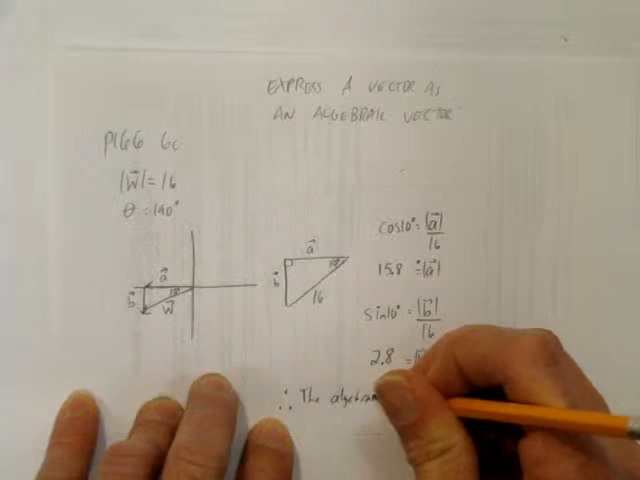 EXPRESS A VECTOR AS
AN ALGEBRAIC VECTOR
P166 6c
|w⃗| = 16
θ = 190°
a⃗
b⃗
10°
w⃗
a⃗
b⃗
10°
16
cos10° = |a⃗|/16
15.8 ≐ |a⃗|
sin10° = |b⃗|/16
2.8 =
∴ The